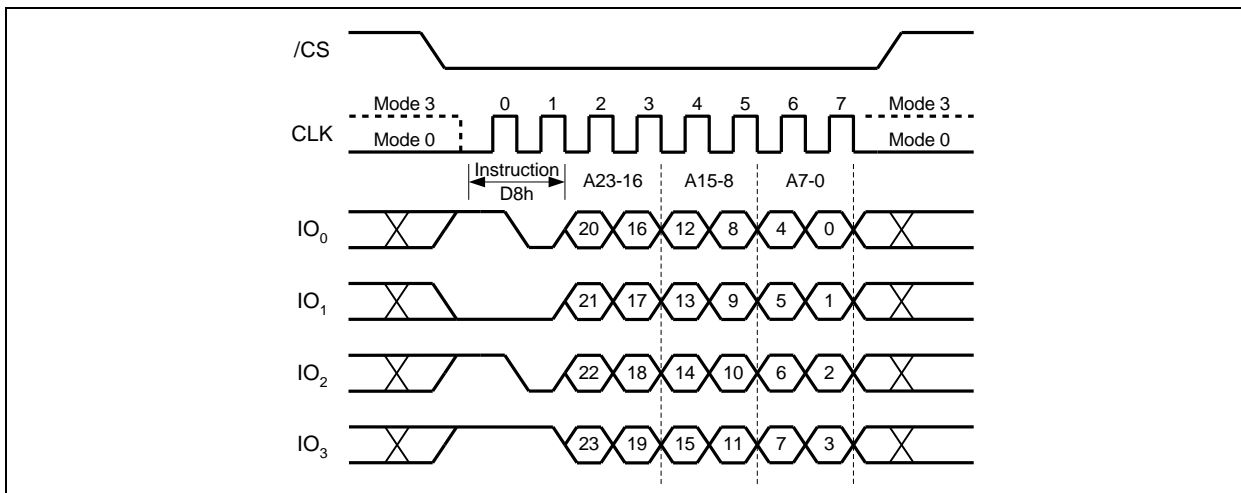 /CS
Mode 3 0 1 2 3 4 5 6 7 Mode 3
CLK
Mode 0 Mode 0
Instruction
D8h
A23-16 A15-8 A7-0
IO0 20 16 12 8 4 0
IO1 21 17 13 9 5 1
IO2 22 18 14 10 6 2
IO3 23 19 15 11 7 3